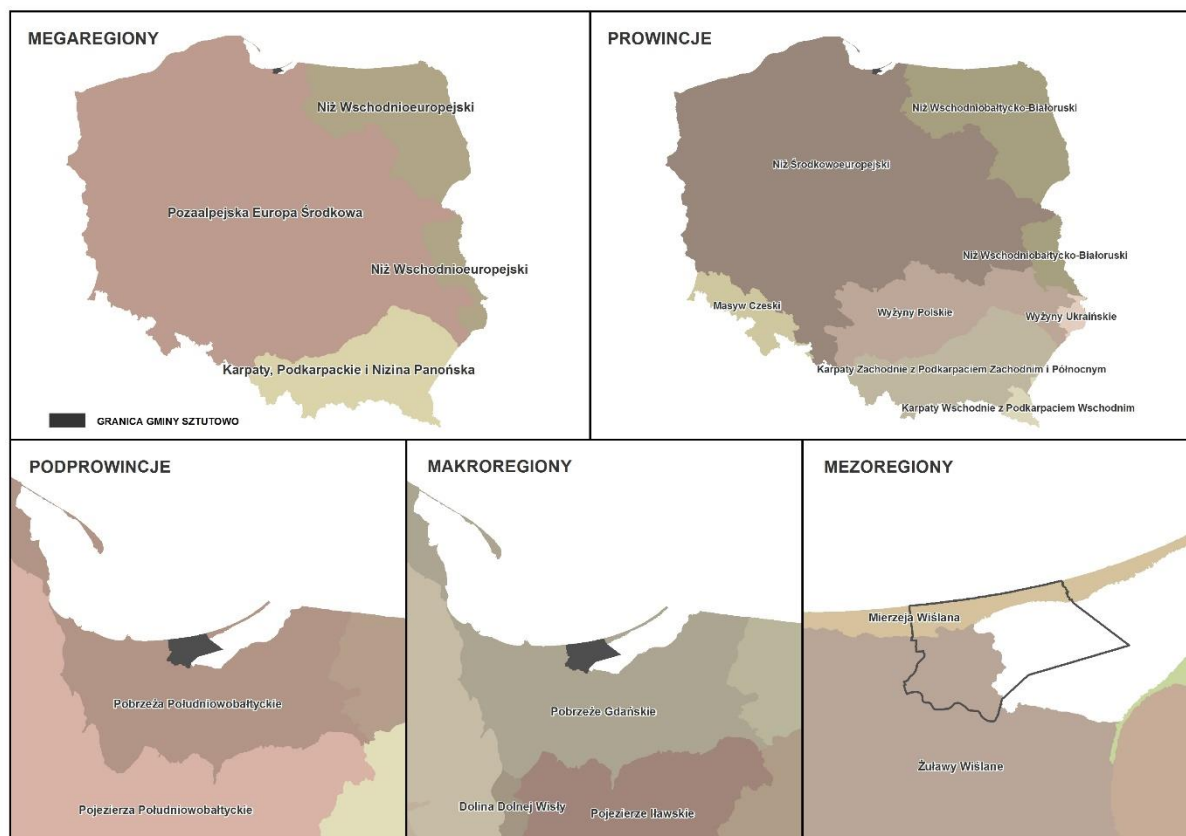 MEGAREGIONY
Niż Wschodnioeuropejski
Pozaalpejska Europa Środkowa
Niż Wschodnioeuropejski
Karpaty, Podkarpackie i Nizina Panońska
GRANICA GMINY SZTUTOWO
PROWINCJE
Niż Wschodniobałtycko-Białoruski
Niż Środkowoeuropejski
Niż Wschodniobałtycko-Białoruski
Masyw Czeski
Wyżyny Polskie
Wyżyny Ukraińskie
Karpaty Zachodnie z Podkarpaciem Zachodnim i Północnym
Karpaty Wschodnie z Podkarpaciem Wschodnim
PODPROWINCJE
Pobrzeża Południowobałtyckie
Pojezierza Południowobałtyckie
MAKROREGIONY
Pobrzeże Gdańskie
Dolina Dolnej Wisły
Pojezierze Iławskie
MEZOREGIONY
Mierzeja Wiślana
Żuławy Wiślane